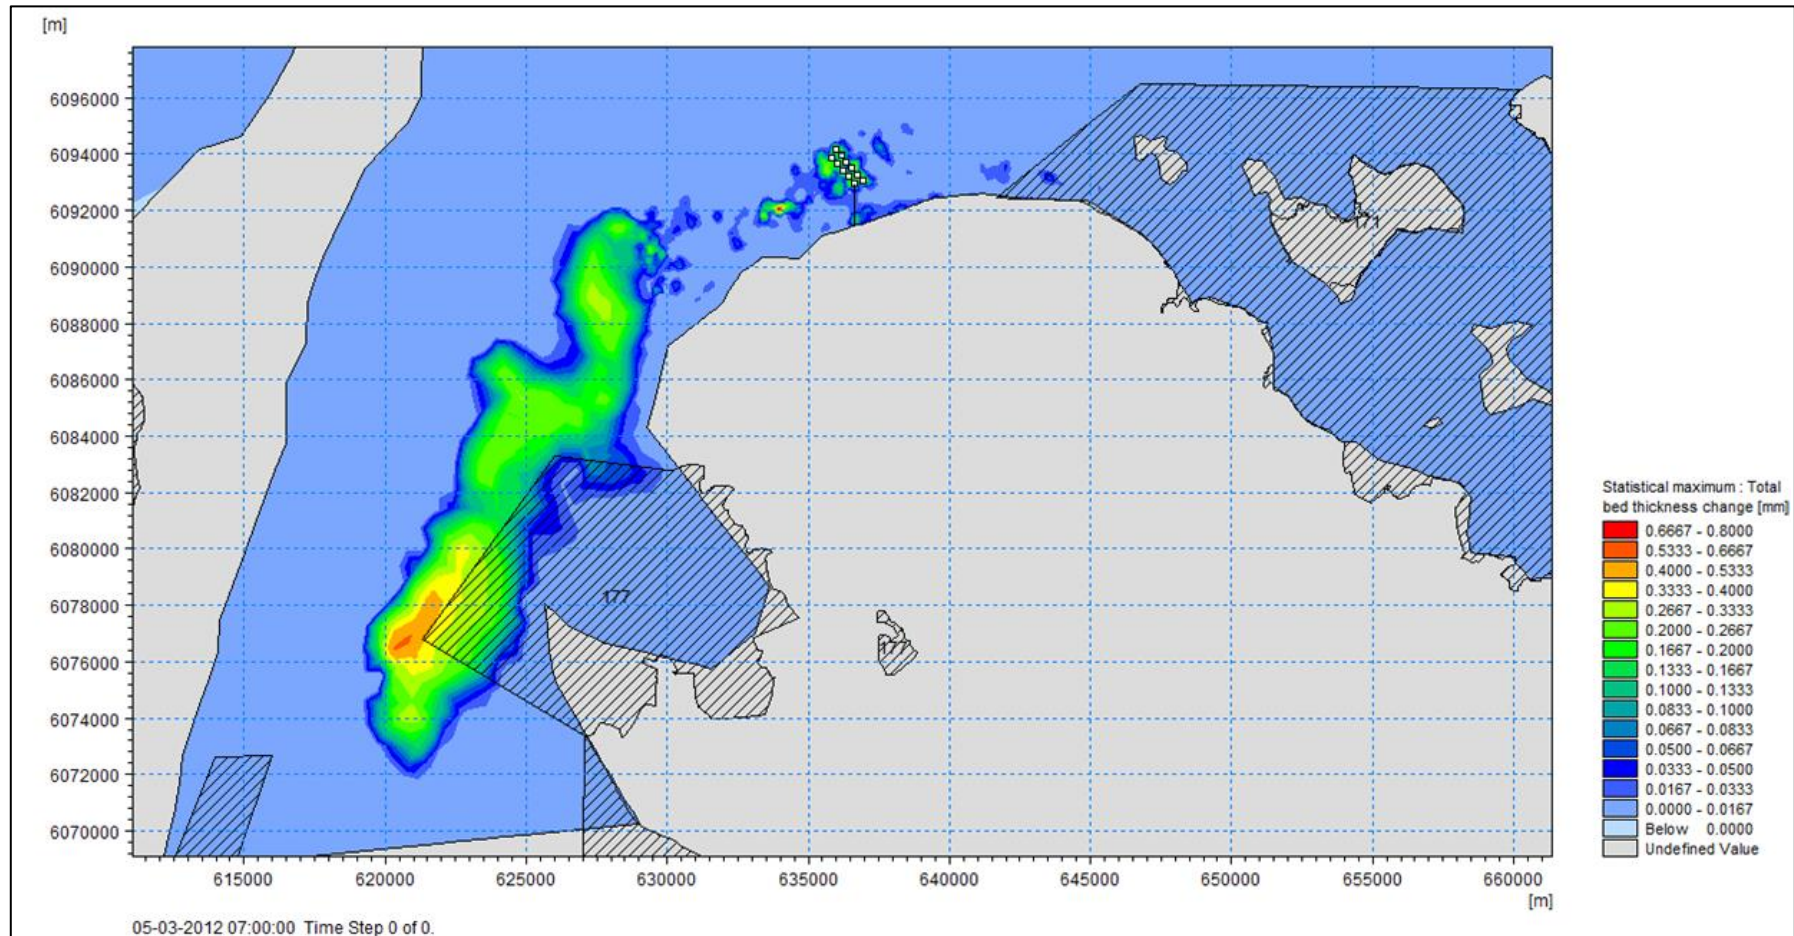 [m]
6096000
6094000
6092000
6090000
6088000
6086000
6084000
6082000
6080000
6078000
6076000
6074000
6072000
6070000
171
177
177
615000 620000 625000 630000 635000 640000 645000 650000 655000 660000
[m]
05-03-2012 07:00:00 Time Step 0 of 0.
Statistical maximum : Total
bed thickness change [mm]
0.6667 - 0.8000
0.5333 - 0.6667
0.4000 - 0.5333
0.3333 - 0.4000
0.2667 - 0.3333
0.2000 - 0.2667
0.1667 - 0.2000
0.1333 - 0.1667
0.1000 - 0.1333
0.0833 - 0.1000
0.0667 - 0.0833
0.0500 - 0.0667
0.0333 - 0.0500
0.0167 - 0.0333
0.0000 - 0.0167
Below 0.0000
Undefined Value